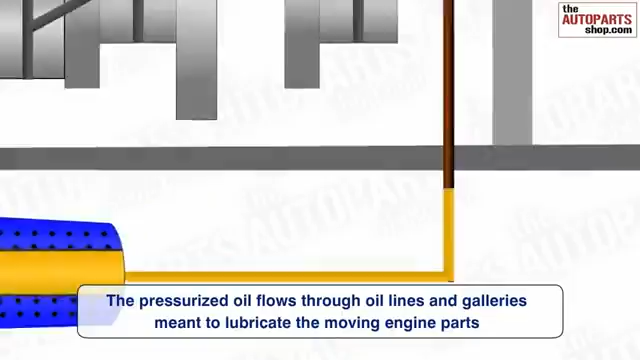 the
AUTOPARTS
shop.com
The pressurized oil flows through oil lines and galleries
meant to lubricate the moving engine parts